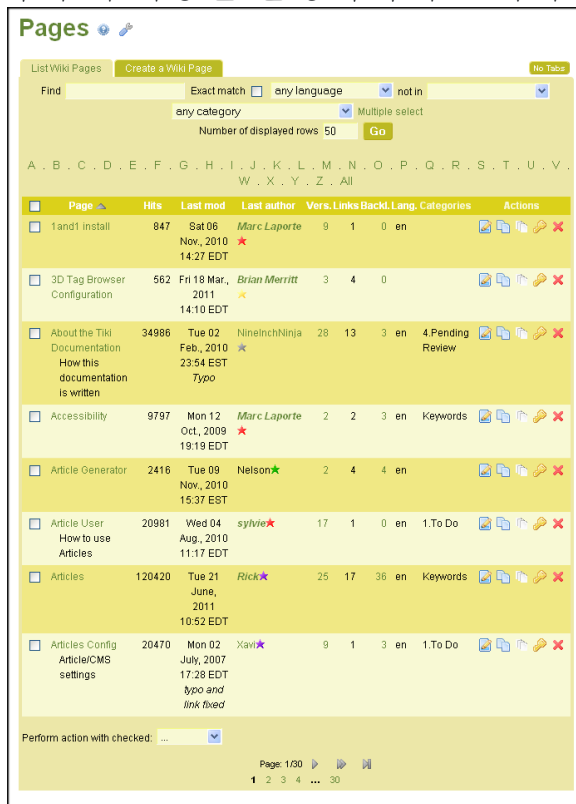 Pages
List Wiki Pages Create a Wiki Page No Tabs
Find Exact match any language not in
any category Multiple select
Number of displayed rows 50 Go
A . B . C . D . E . F . G . H . I . J . K . L . M . N . O . P . Q . R . S . T . U . V .
W . X . Y . Z . All
Page Hits Last mod Last author Vers. Links Backl. Lang. Categories Actions
1and1 install 847 Sat 06 Marc Laporte 9 1 0 en
Nov., 2010
14:27 EDT
3D Tag Browser 562 Fri 18 Mar., Brian Merritt 3 4 0
Configuration 2011
14:10 EDT
About the Tiki 34986 Tue 02 NineInchNinja 28 13 3 en 4.Pending
Documentation Feb., 2010 Review
How this 23:54 EST
documentation Typo
is written
Accessibility 9797 Mon 12 Marc Laporte 2 2 3 en Keywords
Oct., 2009
19:19 EDT
Article Generator 2416 Tue 09 Nelson 2 4 4 en
Nov., 2010
15:37 EST
Article User 20981 Wed 04 sylvie 17 1 0 en 1.To Do
How to use Aug., 2010
Articles 11:17 EDT
Articles 120420 Tue 21 Rick 25 17 36 en Keywords
June,
2011
10:52 EDT
Articles Config 20470 Mon 02 Xavi 9 1 3 en 1.To Do
Article/CMS July, 2007
settings 17:28 EDT
typo and
link fixed
Perform action with checked: ...
Page: 1/30
1 2 3 4 ... 30